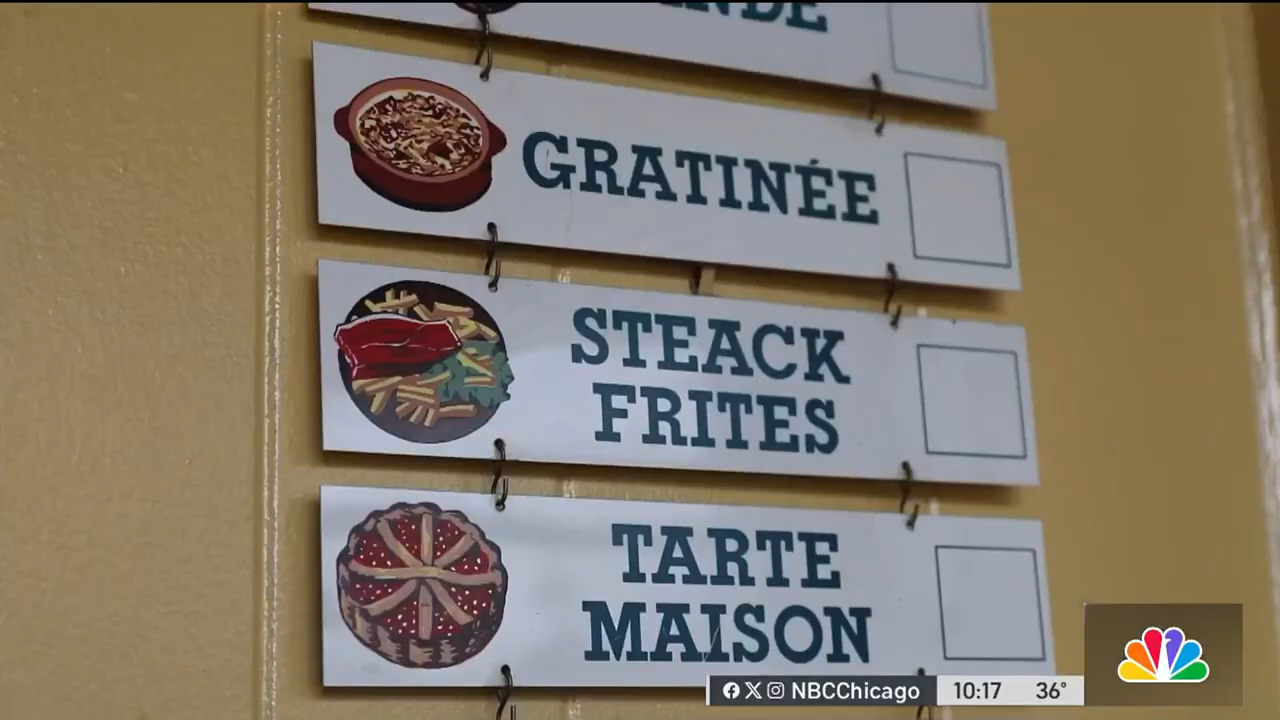 GRATINÉE
STEACK
FRITES
TARTE
MAISON
NBCChicago 10:17 36°